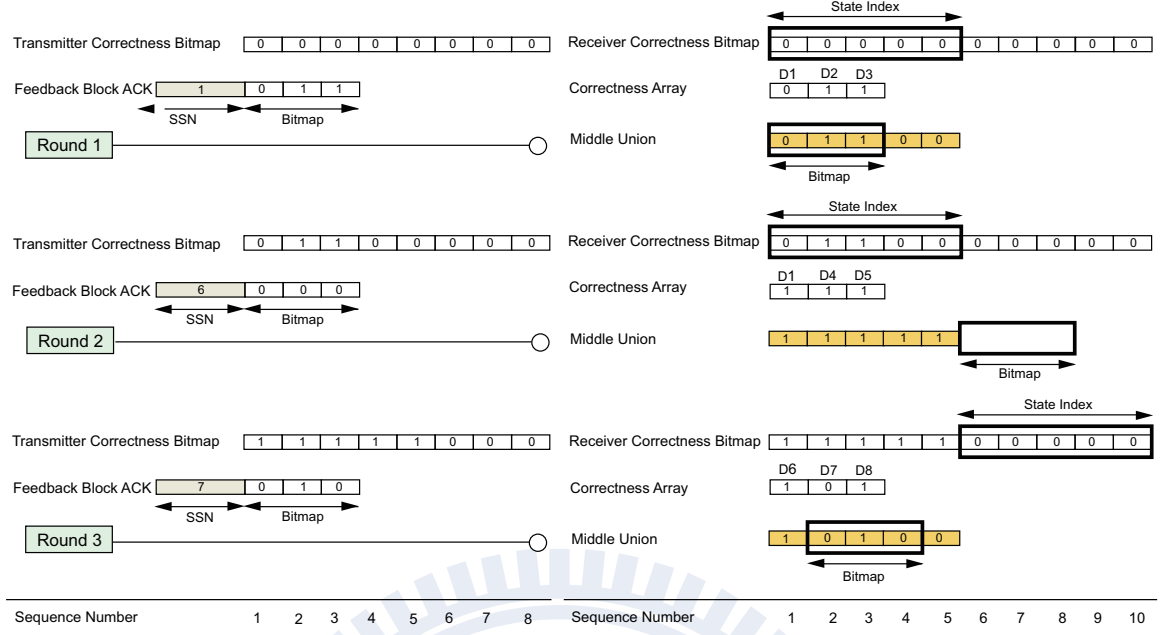 State Index
Transmitter Correctness Bitmap 0 0 0 0 0 0 0 0
Receiver Correctness Bitmap 0 0 0 0 0 0 0 0 0 0
D1 D2 D3
Feedback Block ACK 1 0 1 1
Correctness Array 0 1 1
SSN Bitmap
Round 1
Middle Union 0 1 1 0 0
Bitmap
State Index
Transmitter Correctness Bitmap 0 1 1 0 0 0 0 0
Receiver Correctness Bitmap 0 1 1 0 0 0 0 0 0 0
D1 D4 D5
Feedback Block ACK 6 0 0 0
Correctness Array 1 1 1
SSN Bitmap
Round 2
Middle Union 1 1 1 1 1
Bitmap
State Index
Transmitter Correctness Bitmap 1 1 1 1 1 0 0 0
Receiver Correctness Bitmap 1 1 1 1 1 0 0 0 0 0
D6 D7 D8
Feedback Block ACK 7 0 1 0
Correctness Array 1 0 1
SSN Bitmap
Round 3
Middle Union 1 0 1 0 0
Bitmap
Sequence Number 1 2 3 4 5 6 7 8
Sequence Number 1 2 3 4 5 6 7 8 9 10